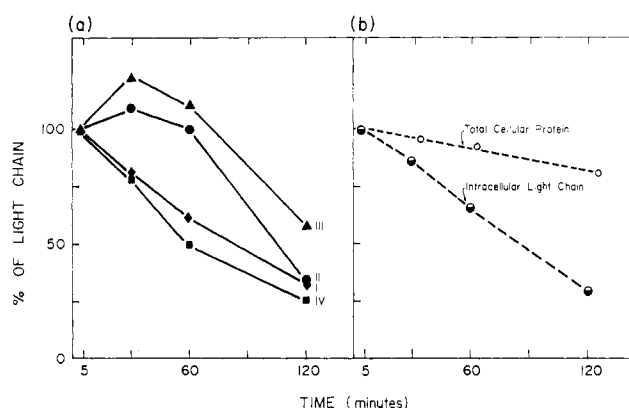 (a)
(b)
100
50
0
% OF LIGHT CHAIN
III
II
I
IV
Total Cellular Protein
Intracellular Light Chain
5 60 120
5 60 120
TIME (minutes)